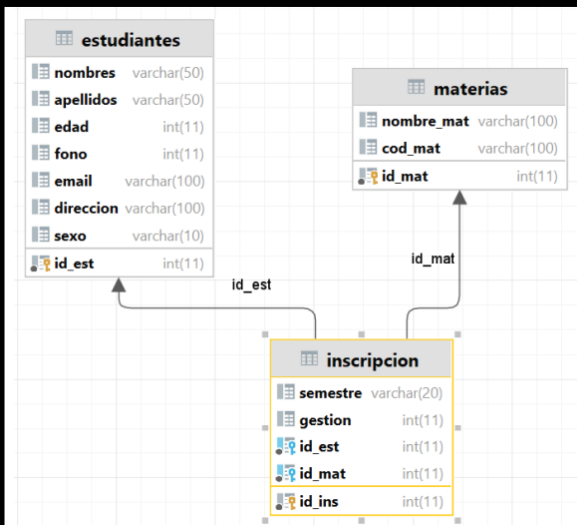 estudiantes
nombres varchar(50)
apellidos varchar(50)
edad int(11)
fono int(11)
email varchar(100)
direccion varchar(100)
sexo varchar(10)
id_est int(11)
materias
nombre_mat varchar(100)
cod_mat varchar(100)
id_mat int(11)
id_mat
id_est
inscripcion
semestre varchar(20)
gestion int(11)
id_est int(11)
id_mat int(11)
id_ins int(11)